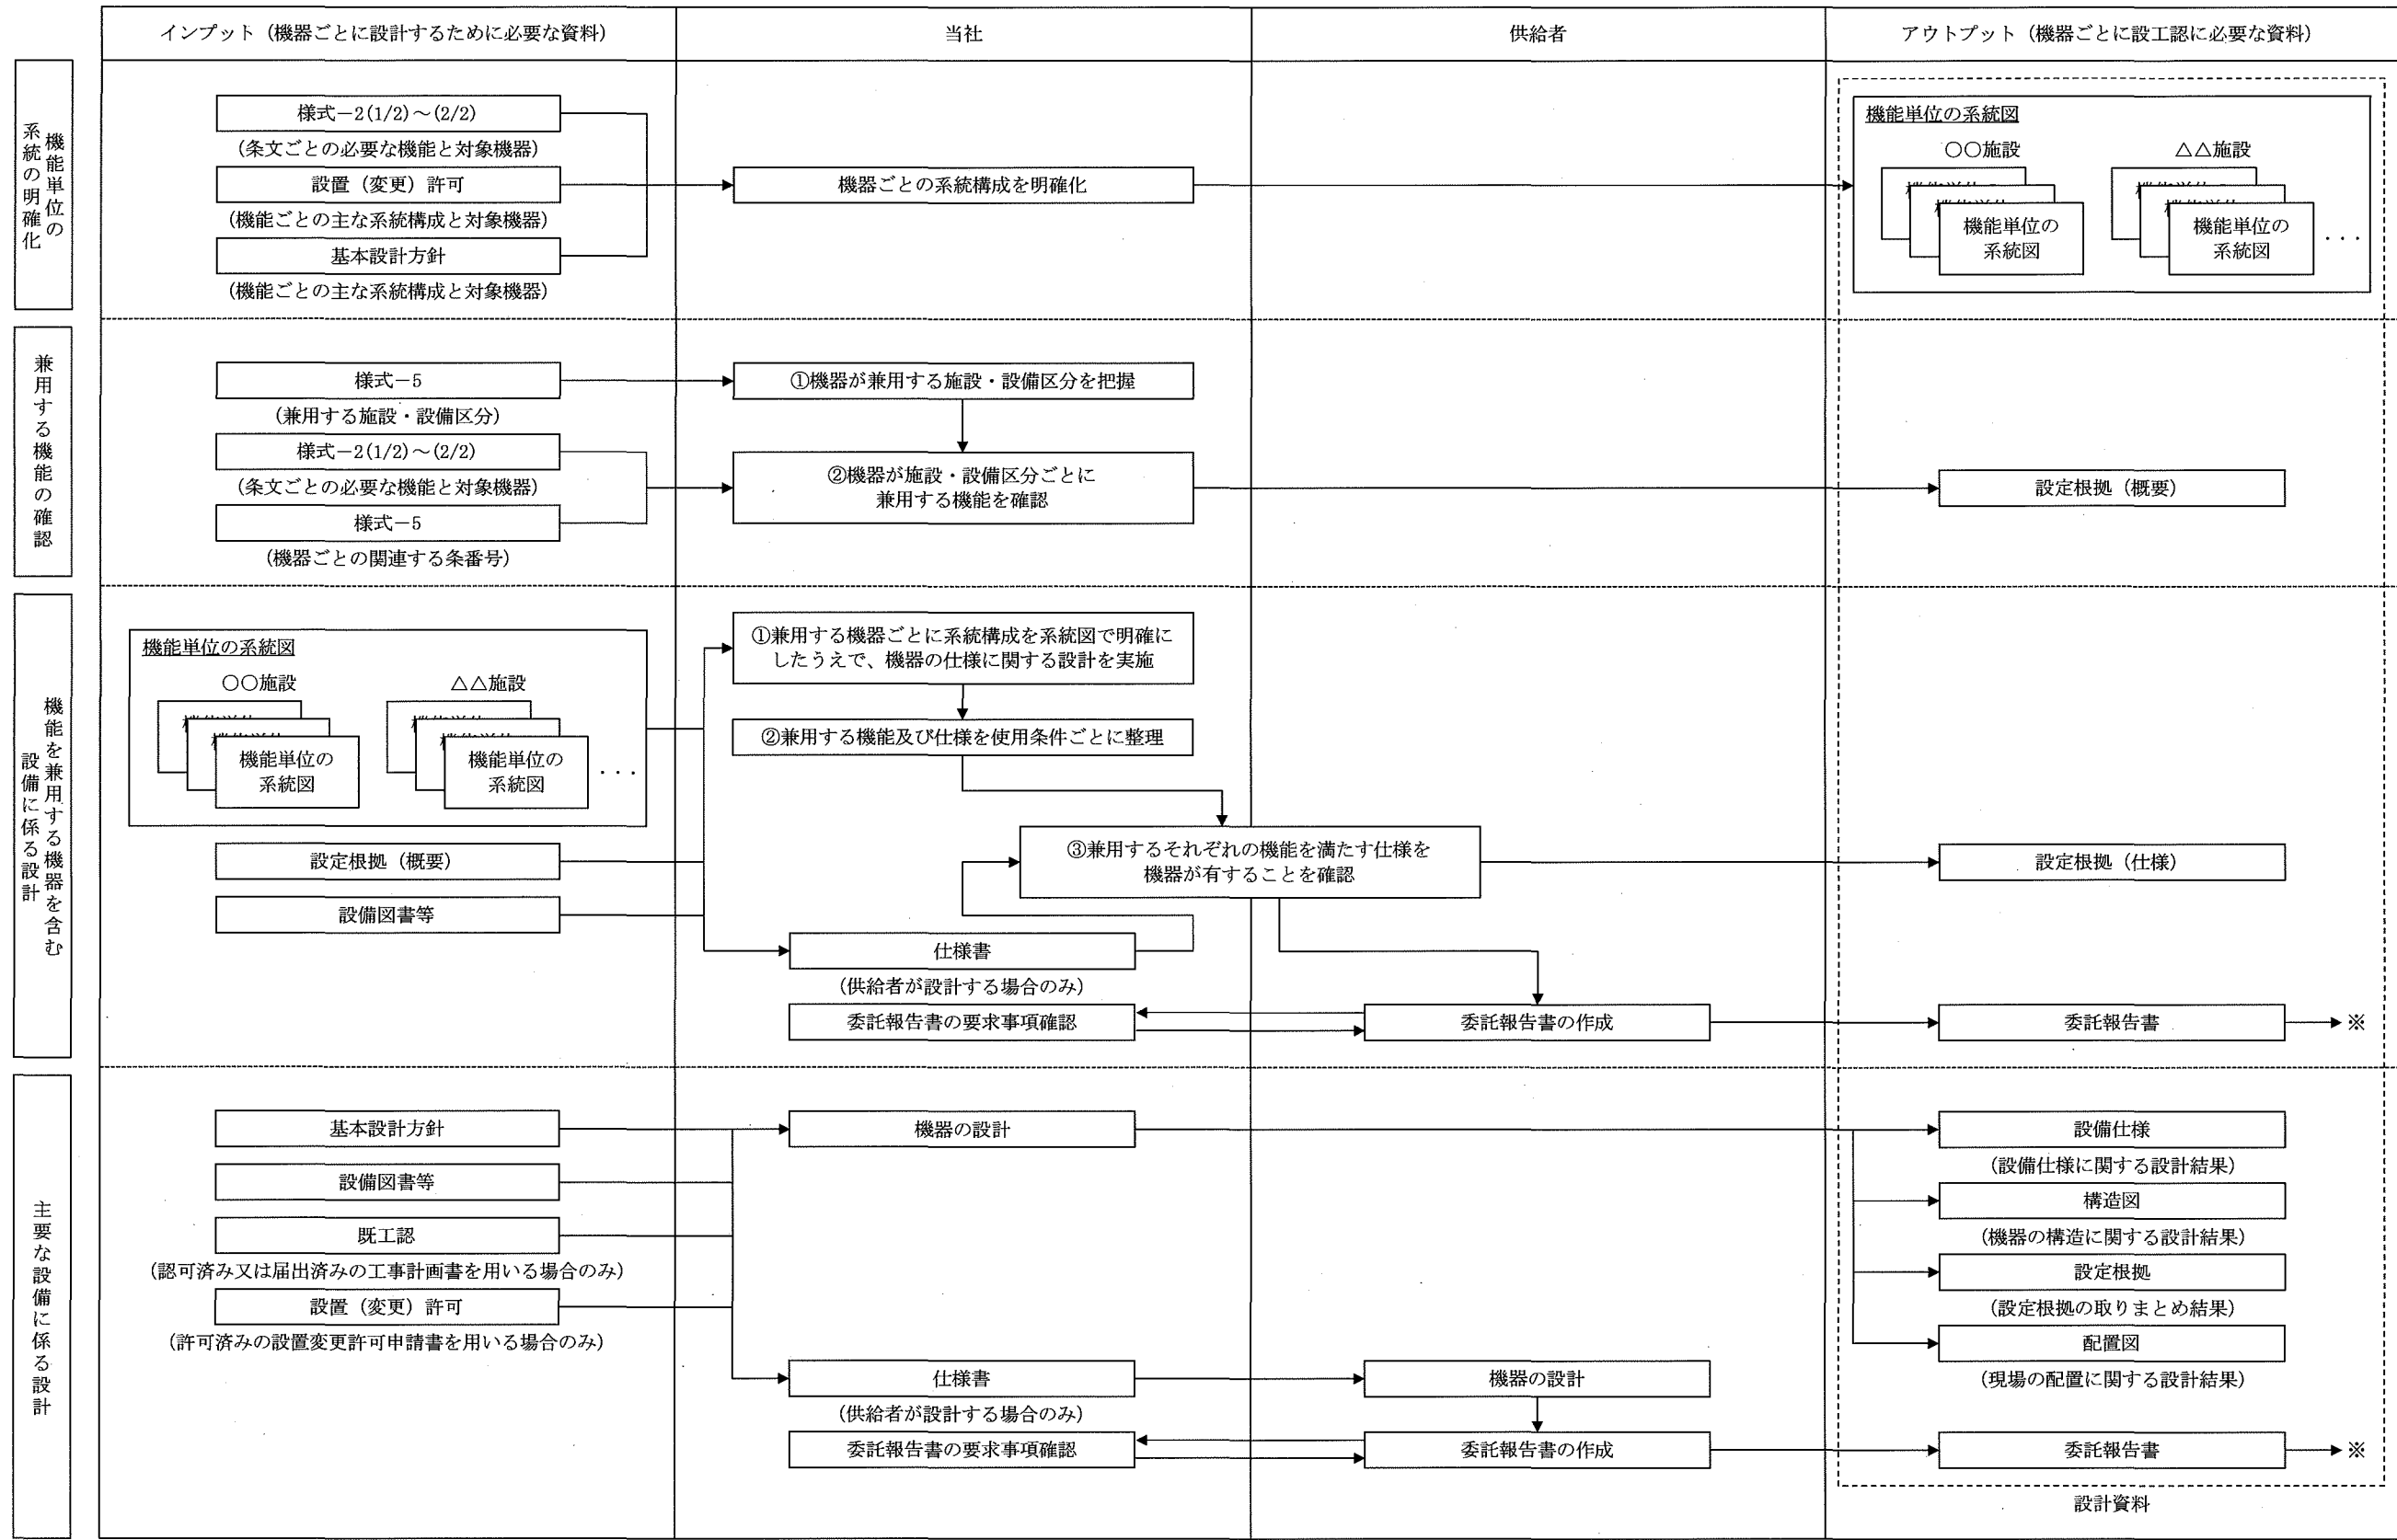 インプット（機器ごとに設計するために必要な資料）
当社
供給者
アウトプット（機器ごとに設工認に必要な資料）
機能単位の
系統の明確化
様式－2(1/2)～(2/2)
(条文ごとの必要な機能と対象機器)
設置（変更）許可
(機能ごとの主な系統構成と対象機器)
基本設計方針
(機能ごとの主な系統構成と対象機器)
機器ごとの系統構成を明確化
機能単位の系統図
○○施設
△△施設
機能単位の
系統図
機能単位の
系統図
・・・
兼用する機能の確認
様式－5
(兼用する施設・設備区分)
様式－2(1/2)～(2/2)
(条文ごとの必要な機能と対象機器)
様式－5
(機器ごとの関連する条番号)
①機器が兼用する施設・設備区分を把握
②機器が施設・設備区分ごとに
兼用する機能を確認
設定根拠（概要）
機能を兼用する機器を含む
設備に係る設計
機能単位の系統図
○○施設
△△施設
機能単位の
系統図
機能単位の
系統図
・・・
設定根拠（概要）
設備図書等
①兼用する機器ごとに系統構成を系統図で明確に
したうえで、機器の仕様に関する設計を実施
②兼用する機能及び仕様を使用条件ごとに整理
③兼用するそれぞれの機能を満たす仕様を
機器が有することを確認
設定根拠（仕様）
仕様書
(供給者が設計する場合のみ)
委託報告書の要求事項確認
委託報告書の作成
委託報告書
※
主要な設備に係る設計
基本設計方針
設備図書等
既工認
(認可済み又は届出済みの工事計画書を用いる場合のみ)
設置（変更）許可
(許可済みの設置変更許可申請書を用いる場合のみ)
機器の設計
設備仕様
(設備仕様に関する設計結果)
構造図
(機器の構造に関する設計結果)
設定根拠
(設定根拠の取りまとめ結果)
配置図
(現場の配置に関する設計結果)
仕様書
(供給者が設計する場合のみ)
機器の設計
委託報告書の要求事項確認
委託報告書の作成
委託報告書
※
設計資料